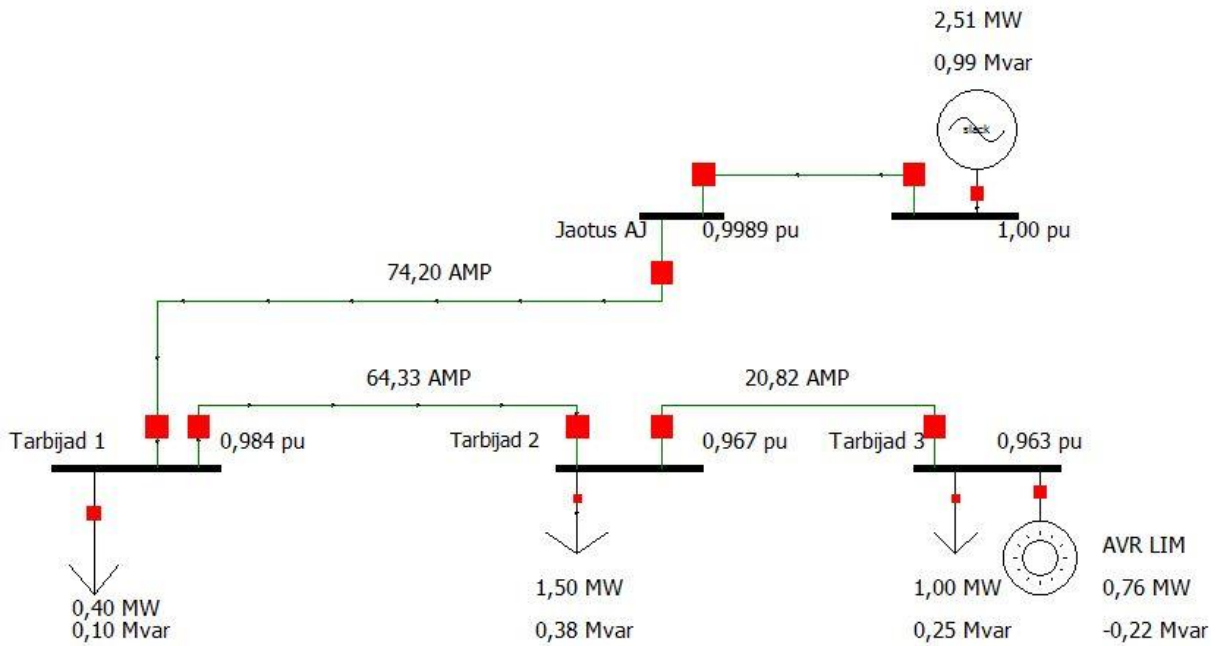 2,51 MW
0,99 Mvar
slack
Jaotus AJ
0,9989 pu
1,00 pu
74,20 AMP
64,33 AMP
20,82 AMP
Tarbijad 1
0,984 pu
Tarbijad 2
0,967 pu
Tarbijad 3
0,963 pu
AVR LIM
0,40 MW
0,10 Mvar
1,50 MW
0,38 Mvar
1,00 MW
0,25 Mvar
0,76 MW
-0,22 Mvar